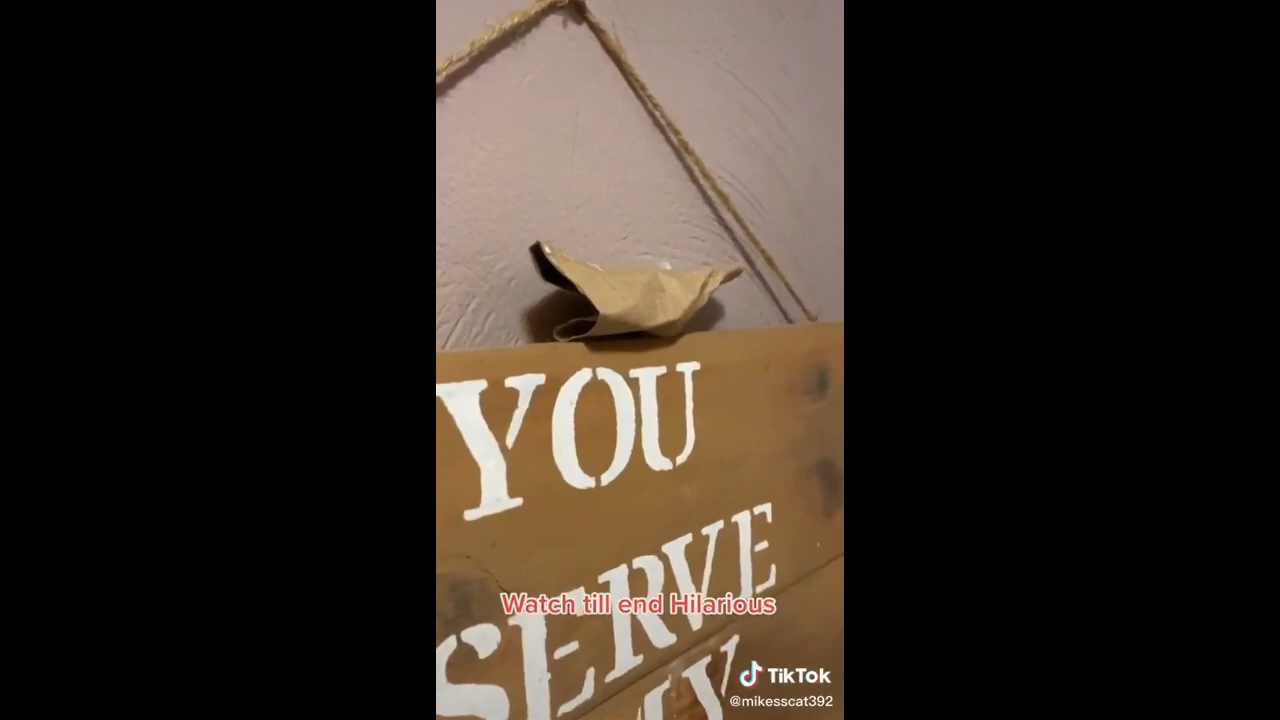 YOU
SERVE
Watch till end Hilarious
TikTok
@mikesscat392